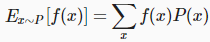 E_{x∼P}[f(x)] = ∑_x f(x)P(x)